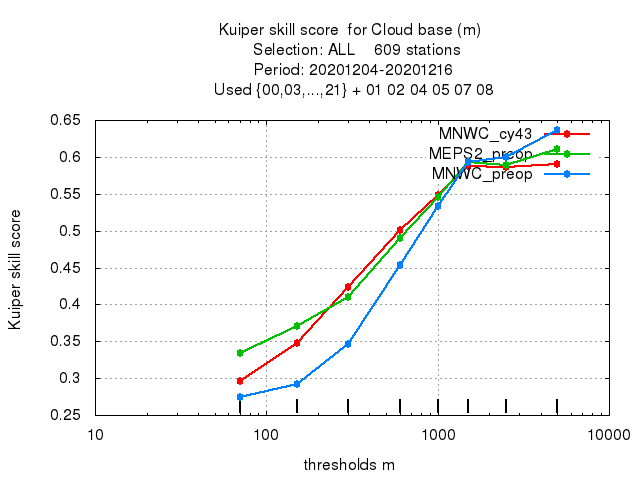 Kuiper skill score  for Cloud base (m)
Selection: ALL    609 stations
Period: 20201204-20201216
Used {00,03,...,21} + 01 02 04 05 07 08
0.65
0.6
0.55
0.5
0.45
0.4
0.35
0.3
0.25
Kuiper skill score
MNWC_cy43
MEPS2_preop
MNWC_preop
10 100 1000 10000
thresholds m